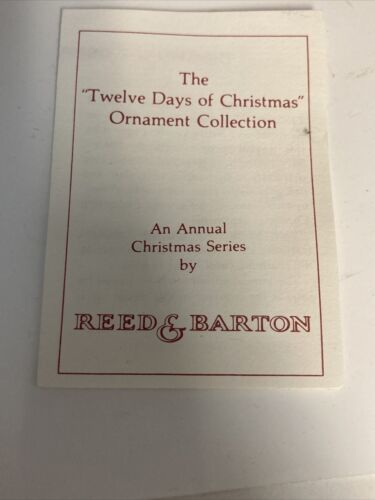 The
"Twelve Days of Christmas"
Ornament Collection
An Annual
Christmas Series
by
REED & BARTON